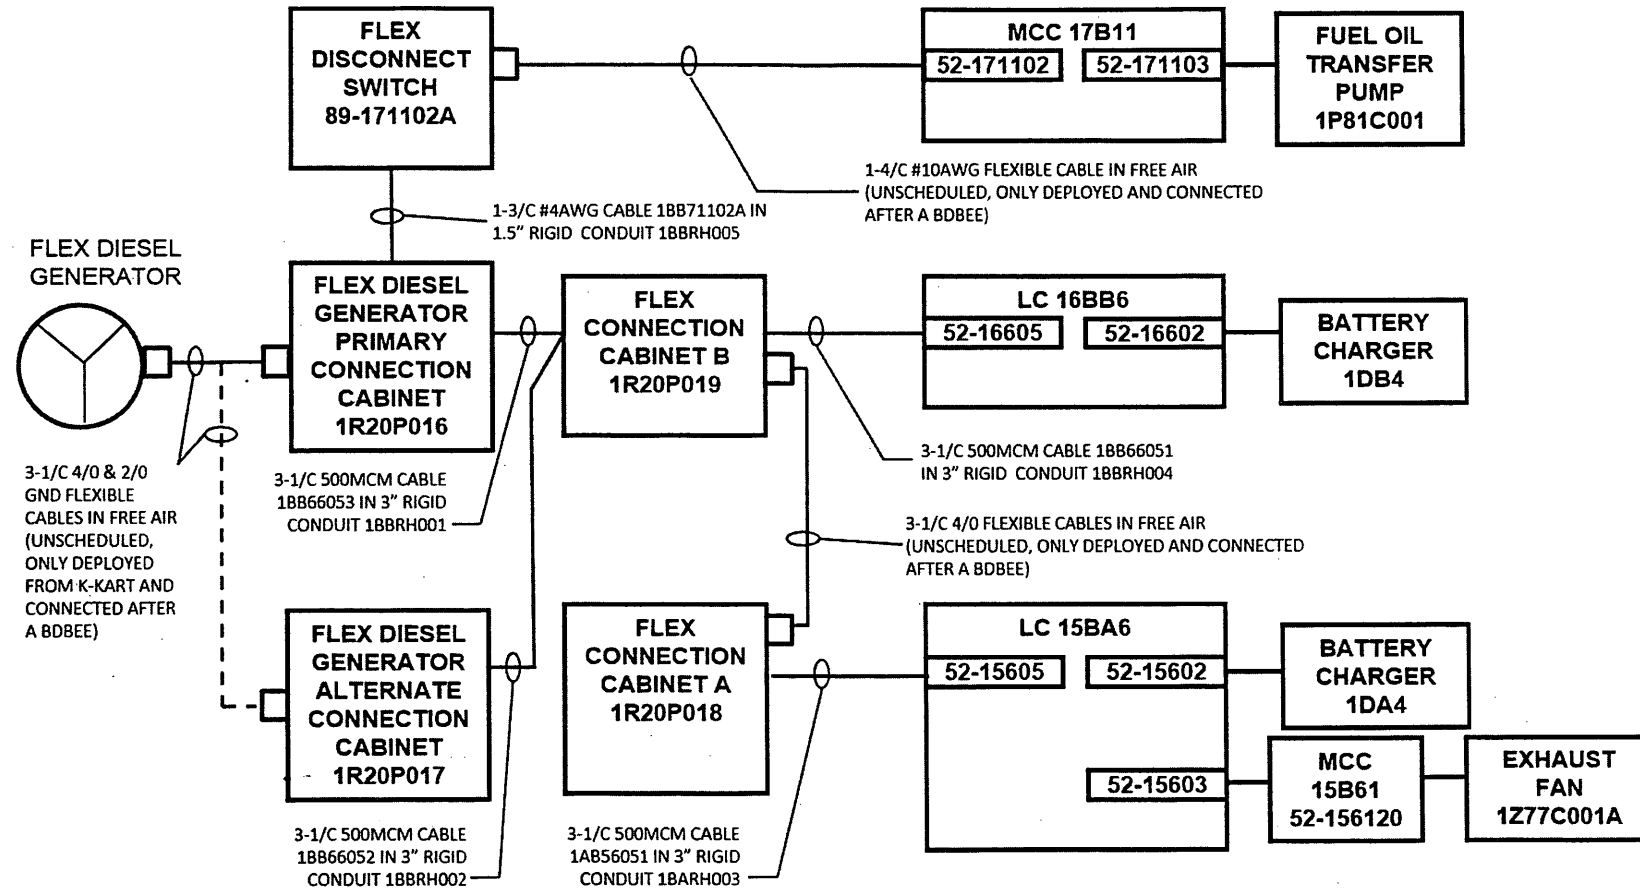 FLEX
DISCONNECT
SWITCH
89-171102A
MCC 17B11
52-171102
52-171103
FUEL OIL
TRANSFER
PUMP
1P81C001
1-4/C #10AWG FLEXIBLE CABLE IN FREE AIR
(UNSCHEDULED, ONLY DEPLOYED AND CONNECTED
AFTER A BDBEE)
1-3/C #4AWG CABLE 1BB71102A IN
1.5" RIGID CONDUIT 1BBRH005
FLEX DIESEL
GENERATOR
FLEX DIESEL
GENERATOR
PRIMARY
CONNECTION
CABINET
1R20P016
FLEX
CONNECTION
CABINET B
1R20P019
LC 16BB6
52-16605
52-16602
BATTERY
CHARGER
1DB4
3-1/C 4/0 & 2/0
GND FLEXIBLE
CABLES IN FREE AIR
(UNSCHEDULED,
ONLY DEPLOYED
FROM K-KART AND
CONNECTED AFTER
A BDBEE)
3-1/C 500MCM CABLE
1BB66053 IN 3" RIGID
CONDUIT 1BBRH001
3-1/C 500MCM CABLE 1BB66051
IN 3" RIGID CONDUIT 1BBRH004
3-1/C 4/0 FLEXIBLE CABLES IN FREE AIR
(UNSCHEDULED, ONLY DEPLOYED AND CONNECTED
AFTER A BDBEE)
FLEX DIESEL
GENERATOR
ALTERNATE
CONNECTION
CABINET
1R20P017
FLEX
CONNECTION
CABINET A
1R20P018
LC 15BA6
52-15605
52-15602
BATTERY
CHARGER
1DA4
52-15603
MCC
15B61
52-156120
EXHAUST
FAN
1Z77C001A
3-1/C 500MCM CABLE
1BB66052 IN 3" RIGID
CONDUIT 1BBRH002
3-1/C 500MCM CABLE
1AB56051 IN 3" RIGID
CONDUIT 1BARH003